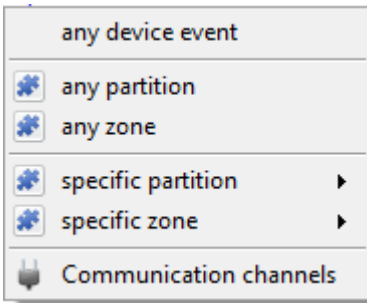 any device event
any partition
any zone
specific partition
specific zone
Communication channels